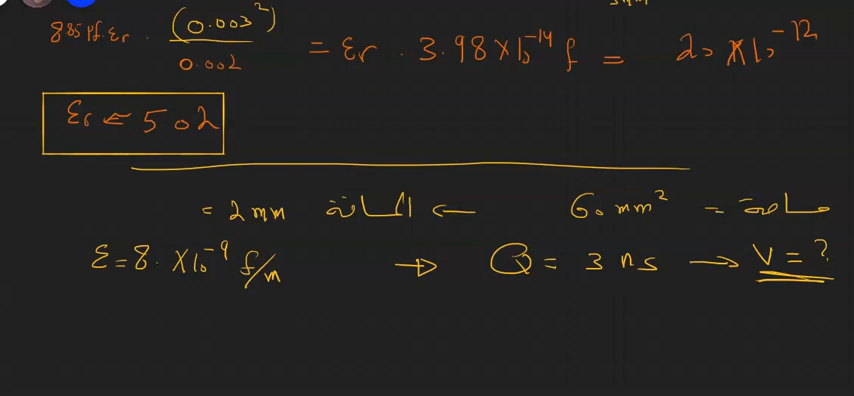 8.85 pf. εr . (0.003²) / 0.002 = εr . 3.98 X 10⁻¹⁴ f = 20 X 10⁻¹²
εr ⇐ 502
مساحة = 60 mm² ← المسافة = 2 mm
ε = 8. X 10⁻⁹ f/m → Q = 3 ns → V = ?